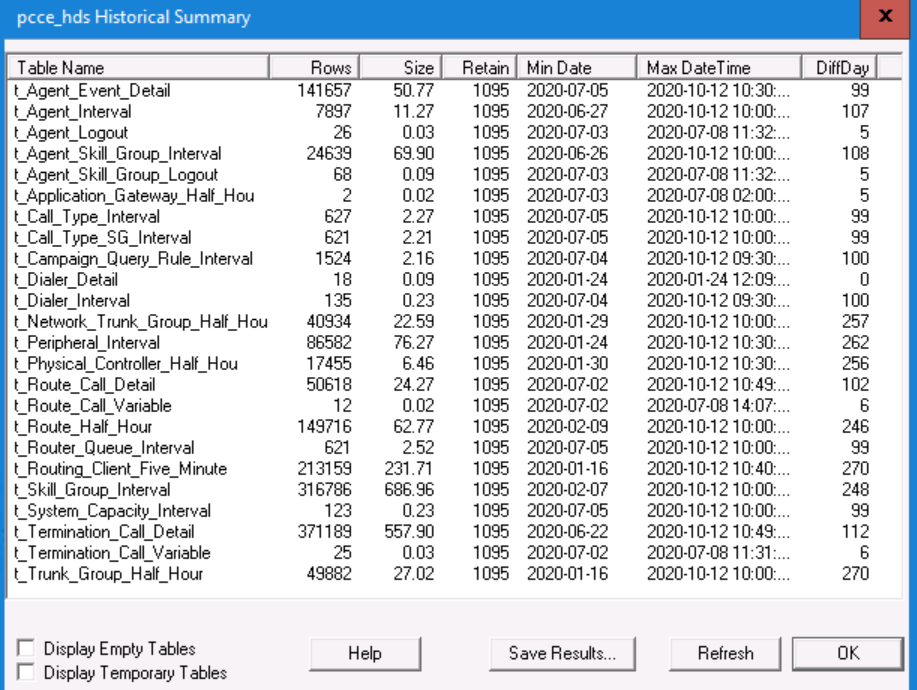 pcce_hds Historical Summary
x
Table Name Rows Size Retain Min Date Max DateTime DiffDay
t_Agent_Event_Detail 141657 50.77 1095 2020-07-05 2020-10-12 10:30:... 99
t_Agent_Interval 7897 11.27 1095 2020-06-27 2020-10-12 10:00:... 107
t_Agent_Logout 26 0.03 1095 2020-07-03 2020-07-08 11:32:... 5
t_Agent_Skill_Group_Interval 24639 69.90 1095 2020-06-26 2020-10-12 10:00:... 108
t_Agent_Skill_Group_Logout 68 0.09 1095 2020-07-03 2020-07-08 11:32:... 5
t_Application_Gateway_Half_Hou 2 0.02 1095 2020-07-03 2020-07-08 02:00:... 5
t_Call_Type_Interval 627 2.27 1095 2020-07-05 2020-10-12 10:00:... 99
t_Call_Type_SG_Interval 621 2.21 1095 2020-07-05 2020-10-12 10:00:... 99
t_Campaign_Query_Rule_Interval 1524 2.16 1095 2020-07-04 2020-10-12 09:30:... 100
t_Dialer_Detail 18 0.09 1095 2020-01-24 2020-01-24 12:09:... 0
t_Dialer_Interval 135 0.23 1095 2020-07-04 2020-10-12 09:30:... 100
t_Network_Trunk_Group_Half_Hou 40934 22.59 1095 2020-01-29 2020-10-12 10:00:... 257
t_Peripheral_Interval 86582 76.27 1095 2020-01-24 2020-10-12 10:30:... 262
t_Physical_Controller_Half_Hou 17455 6.46 1095 2020-01-30 2020-10-12 10:30:... 256
t_Route_Call_Detail 50618 24.27 1095 2020-07-02 2020-10-12 10:49:... 102
t_Route_Call_Variable 12 0.02 1095 2020-07-02 2020-07-08 14:07:... 6
t_Route_Half_Hour 149716 62.77 1095 2020-02-09 2020-10-12 10:00:... 246
t_Router_Queue_Interval 621 2.52 1095 2020-07-05 2020-10-12 10:00:... 99
t_Routing_Client_Five_Minute 213159 231.71 1095 2020-01-16 2020-10-12 10:40:... 270
t_Skill_Group_Interval 316786 686.96 1095 2020-02-07 2020-10-12 10:00:... 248
t_System_Capacity_Interval 123 0.23 1095 2020-07-05 2020-10-12 10:00:... 99
t_Termination_Call_Detail 371189 557.90 1095 2020-06-22 2020-10-12 10:49:... 112
t_Termination_Call_Variable 25 0.03 1095 2020-07-02 2020-07-08 11:31:... 6
t_Trunk_Group_Half_Hour 49882 27.02 1095 2020-01-16 2020-10-12 10:00:... 270
Display Empty Tables
Display Temporary Tables
Help Save Results... Refresh OK